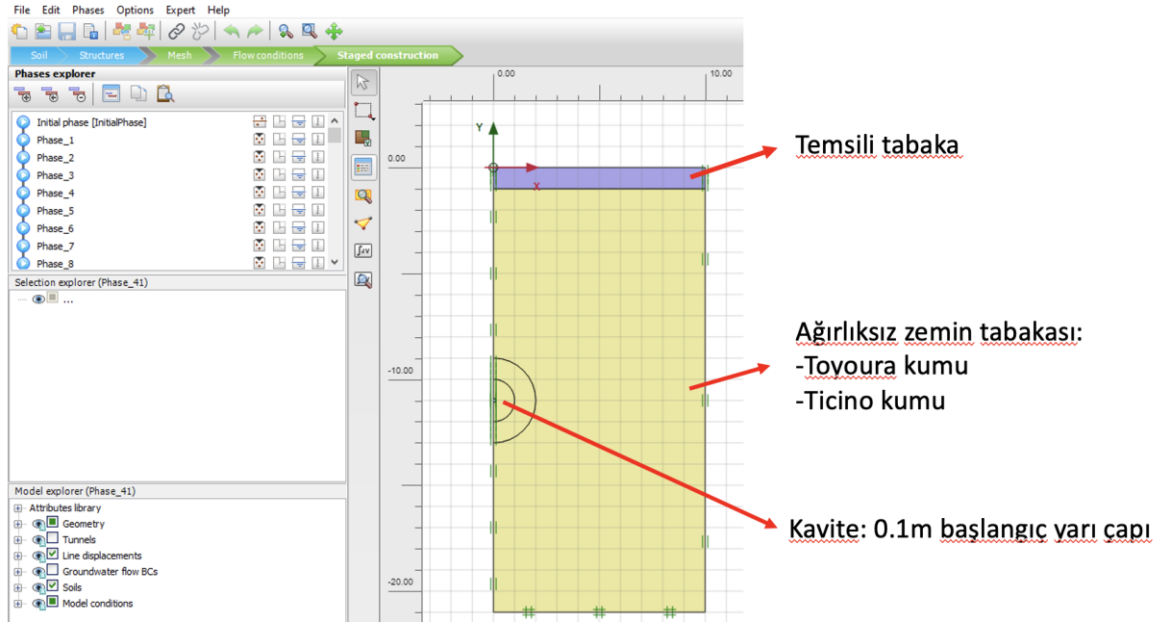 File Edit Phases Options Expert Help
Soil Structures Mesh Flow conditions Staged construction
Phases explorer
Initial phase [InitialPhase]
Phase_1
Phase_2
Phase_3
Phase_4
Phase_5
Phase_6
Phase_7
Phase_8
Selection explorer (Phase_41)
...
Model explorer (Phase_41)
Attributes library
Geometry
Tunnels
Line displacements
Groundwater flow BCs
Soils
Model conditions
0.00 10.00
Y
0.00
x
-10.00
-20.00
Temsili tabaka
Ağırlıksız zemin tabakası:
-Toyoura kumu
-Ticino kumu
Kavite: 0.1m başlangıç yarı çapı